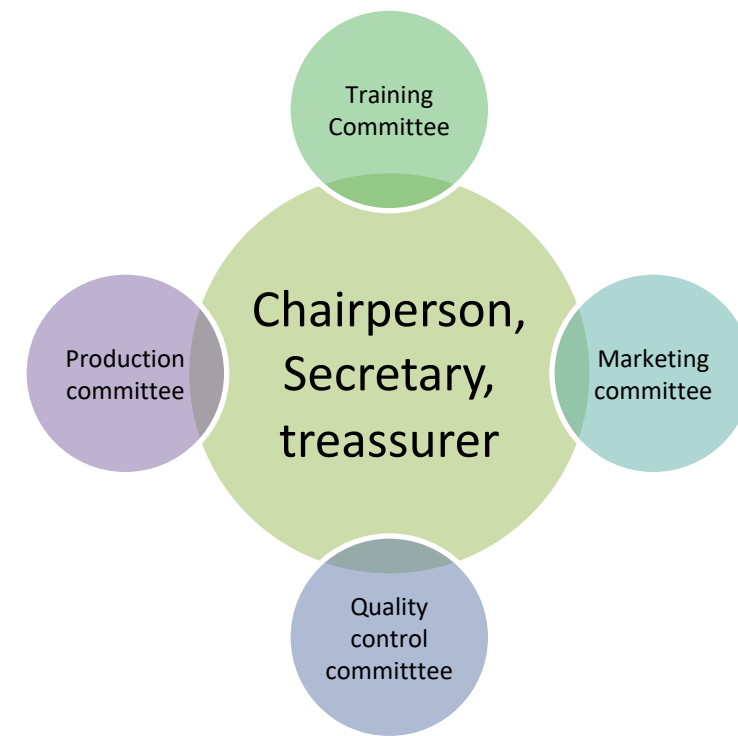 Training
Committee
Chairperson,
Secretary,
treassurer
Production
committee
Marketing
committee
Quality
control
committtee